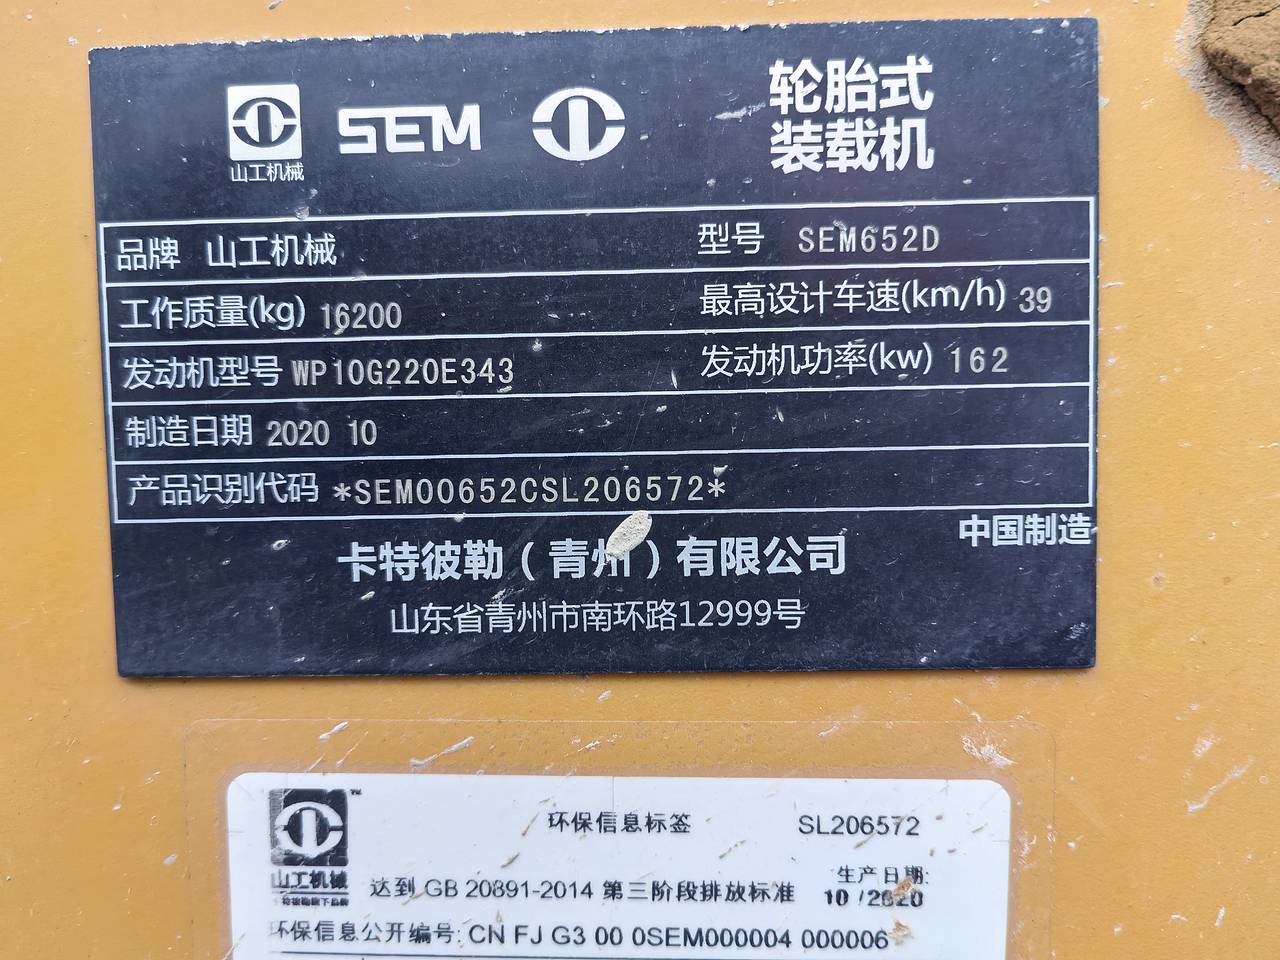 山工机械
SEM
轮胎式
装载机
品牌 山工机械 型号 SEM652D
工作质量(kg) 16200 最高设计车速(km/h) 39
发动机型号 WP10G220E343 发动机功率(kw) 162
制造日期 2020 10
产品识别代码 *SEM00652CSL206572*
中国制造
卡特彼勒（青州）有限公司
山东省青州市南环路12999号
TM
山工机械
环保信息标签 SL206572
生产日期:
达到 GB 20891-2014 第三阶段排放标准 10/2020
环保信息公开编号: CN FJ G3 00 0SEM000004 000006